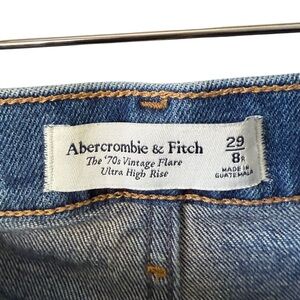 Abercrombie & Fitch
The '70s Vintage Flare
Ultra High Rise
29
8R
MADE IN
GUATEMALA